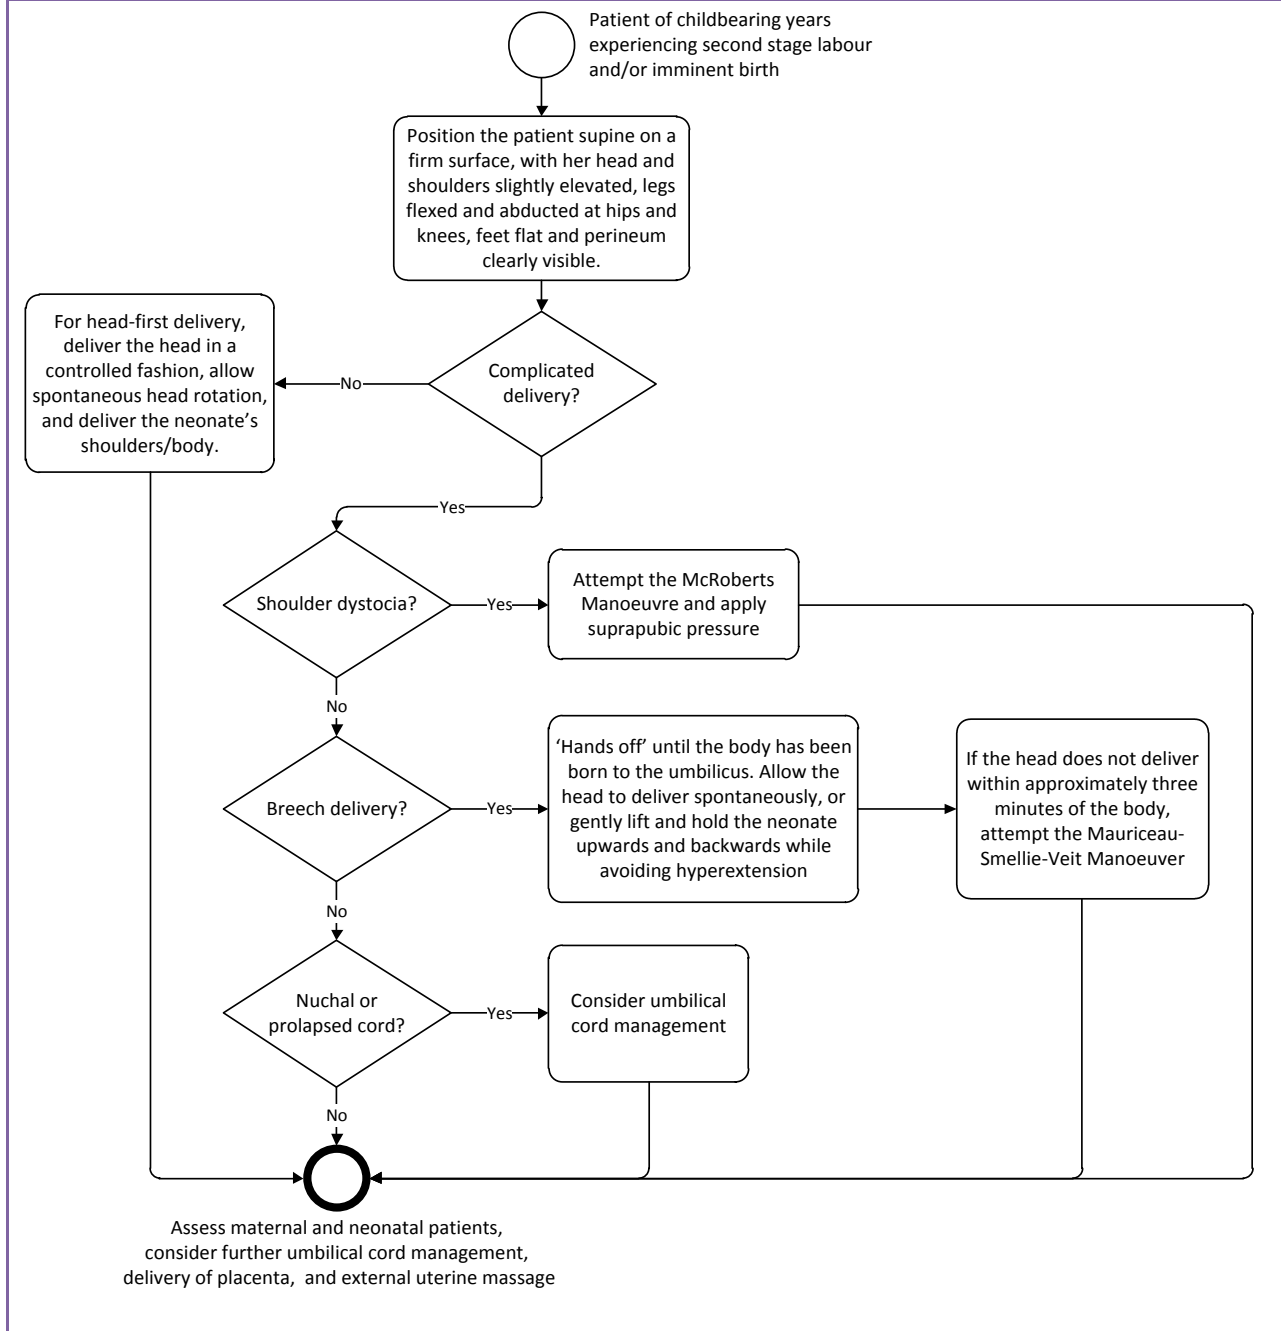 Patient of childbearing years
experiencing second stage labour
and/or imminent birth
Position the patient supine on a
firm surface, with her head and
shoulders slightly elevated, legs
flexed and abducted at hips and
knees, feet flat and perineum
clearly visible.
For head-first delivery,
deliver the head in a
controlled fashion, allow
spontaneous head rotation,
and deliver the neonate’s
shoulders/body.
No
Complicated
delivery?
Yes
Shoulder dystocia?
Yes
Attempt the McRoberts
Manoeuvre and apply
suprapubic pressure
No
Breech delivery?
Yes
‘Hands off’ until the body has been
born to the umbilicus. Allow the
head to deliver spontaneously, or
gently lift and hold the neonate
upwards and backwards while
avoiding hyperextension
If the head does not deliver
within approximately three
minutes of the body,
attempt the Mauriceau-
Smellie-Veit Manoeuver
No
Nuchal or
prolapsed cord?
Yes
Consider umbilical
cord management
No
Assess maternal and neonatal patients,
consider further umbilical cord management,
delivery of placenta,  and external uterine massage